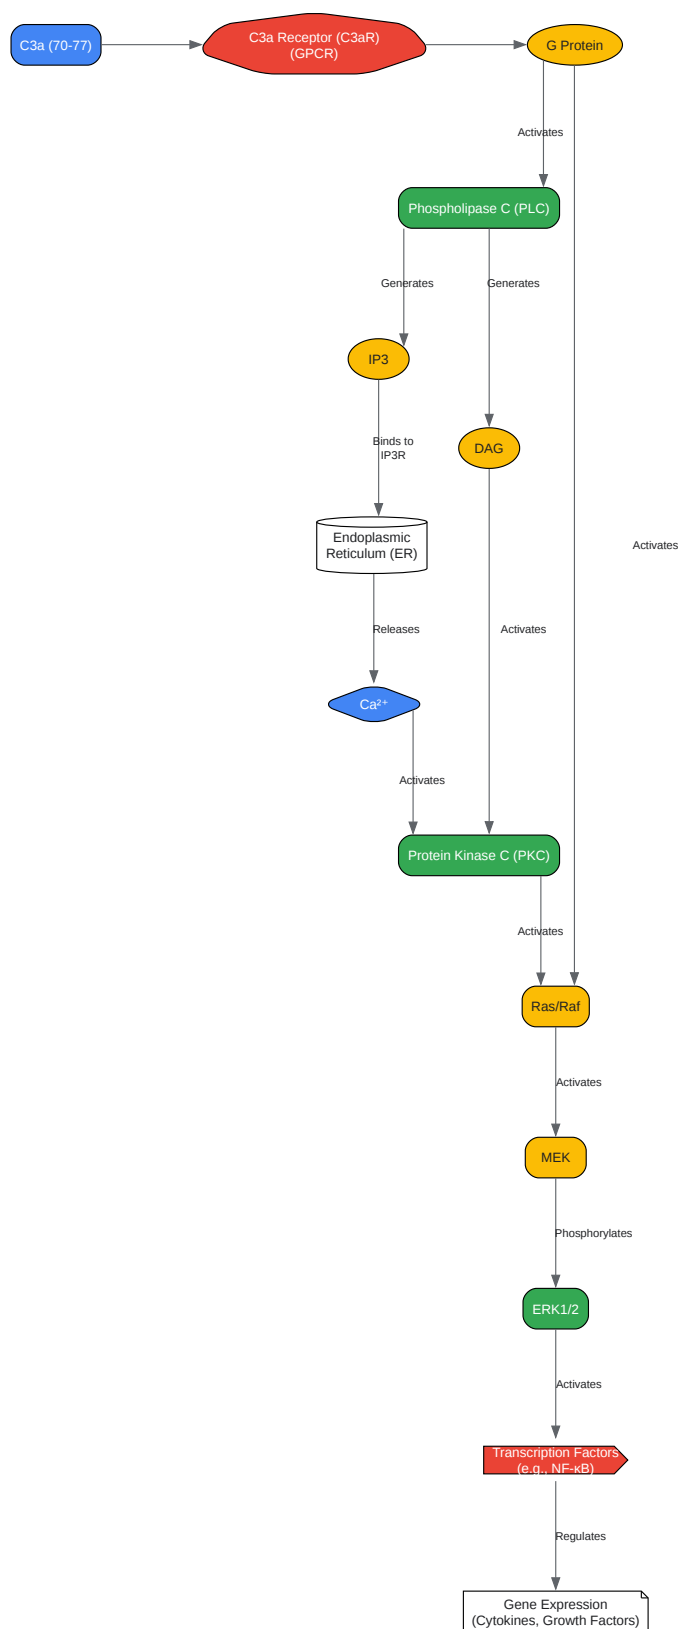 C3a (70-77)
C3a Receptor (C3aR)
(GPCR)
G Protein
Activates
Phospholipase C (PLC)
Generates
Generates
IP3
Binds to
IP3R
DAG
Endoplasmic
Reticulum (ER)
Activates
Releases
Activates
Ca²⁺
Activates
Protein Kinase C (PKC)
Activates
Ras/Raf
Activates
MEK
Phosphorylates
ERK1/2
Activates
Transcription Factors
(e.g., NF-κB)
Regulates
Gene Expression
(Cytokines, Growth Factors)